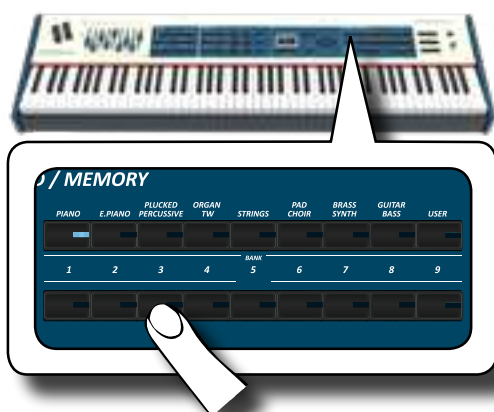 / MEMORY
PIANO E.PIANO PLUCKED PERCUSSIVE ORGAN TW STRINGS PAD CHOIR BRASS SYNTH GUITAR BASS USER
BANK
1 2 3 4 5 6 7 8 9